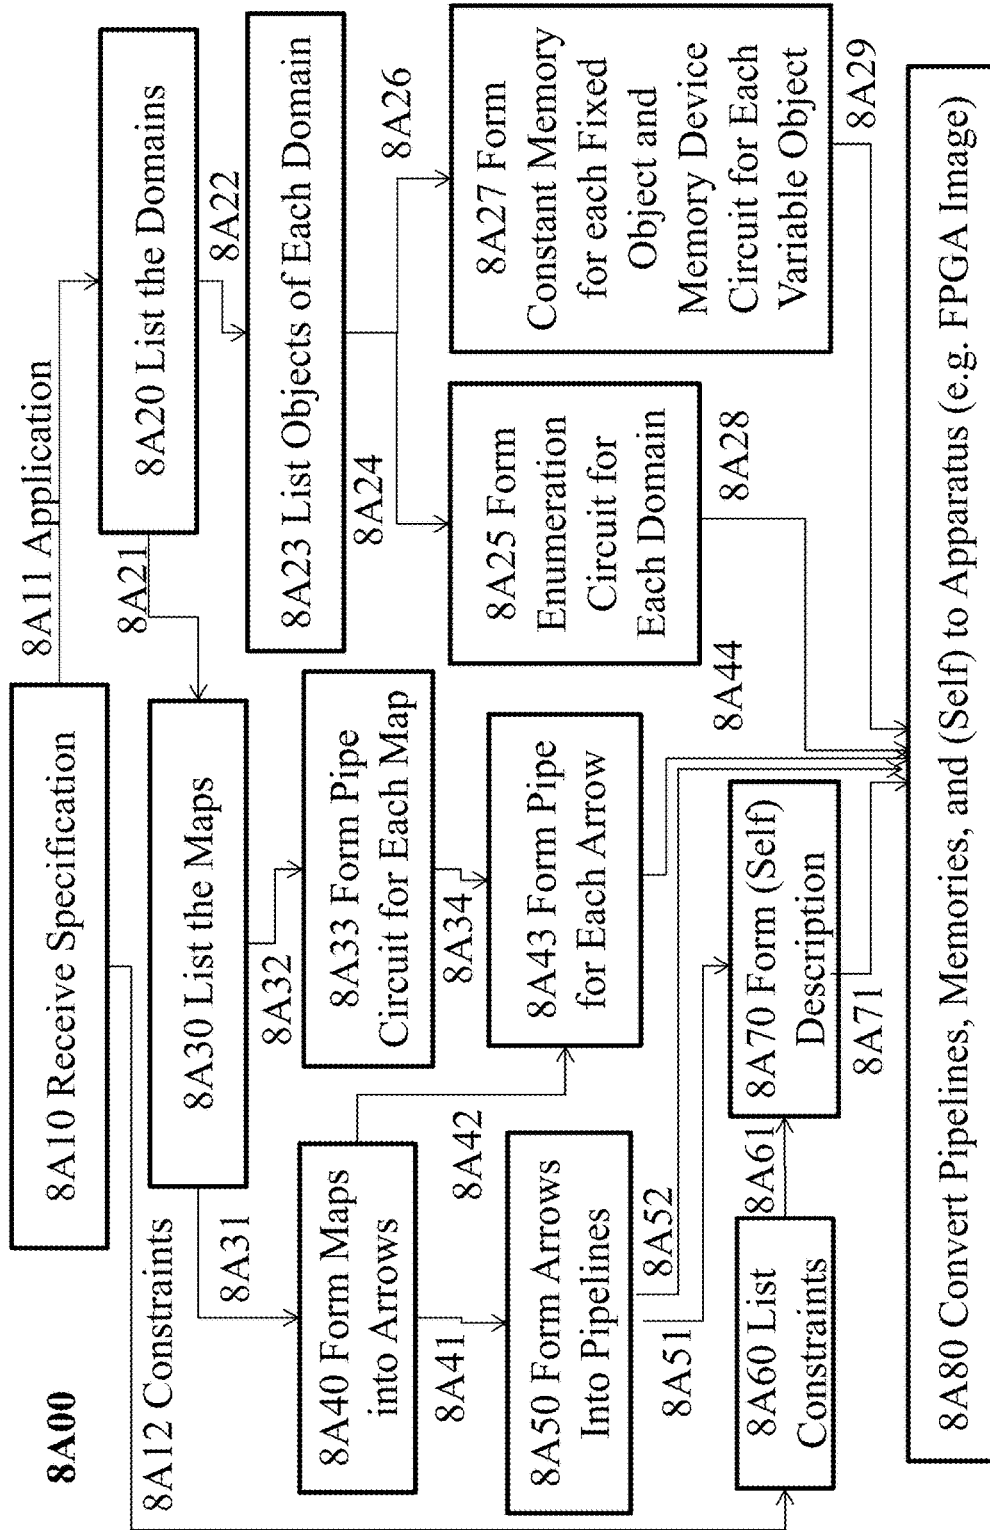 8A00
8A10 Receive Specification
8A11 Application
8A12 Constraints
8A20 List the Domains
8A21
8A22
8A30 List the Maps
8A23 List Objects of Each Domain
8A31
8A32
8A24
8A26
8A40 Form Maps
into Arrows
8A33 Form Pipe
Circuit for Each Map
8A25 Form
Enumeration
Circuit for
Each Domain
8A27 Form
Constant Memory
for each Fixed
Object and
Memory Device
Circuit for Each
Variable Object
8A41
8A42
8A34
8A50 Form Arrows
Into Pipelines
8A43 Form Pipe
for Each Arrow
8A51
8A52
8A44
8A28
8A29
8A60 List
Constraints
8A61
8A70 Form (Self)
Description
8A71
8A80 Convert Pipelines, Memories, and (Self) to Apparatus (e.g. FPGA Image)